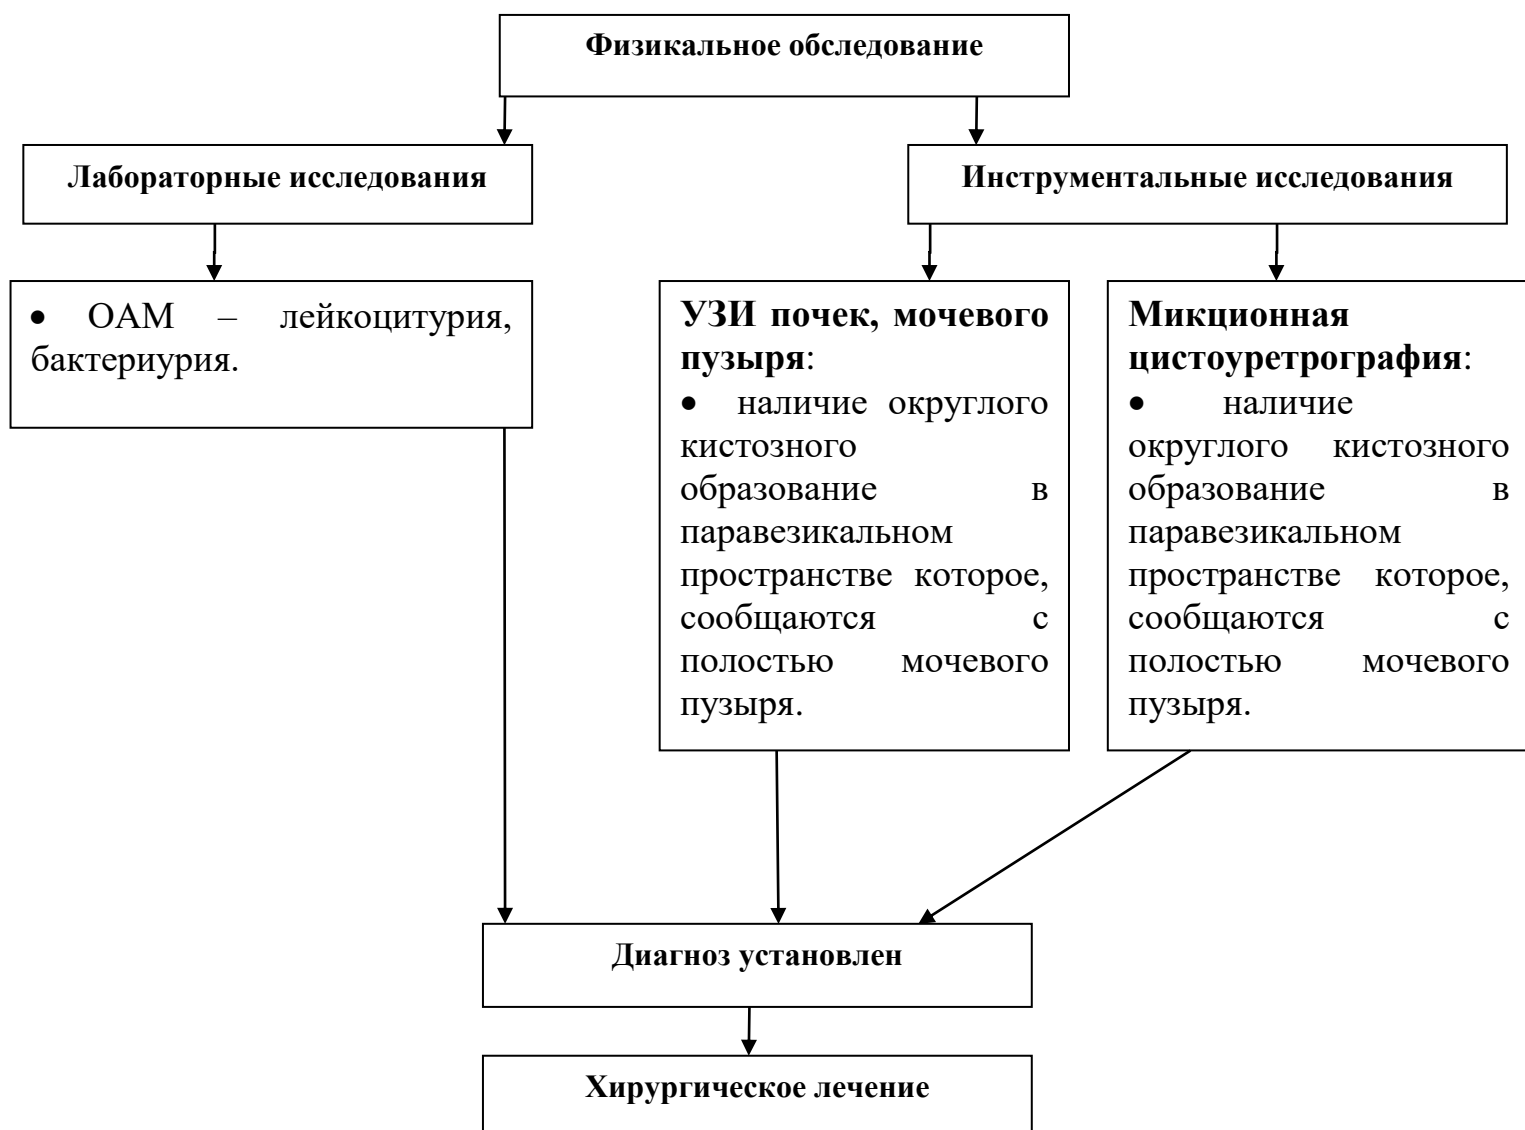 Физикальное обследование
Лабораторные исследования
Инструментальные исследования
• ОАМ – лейкоцитурия,
бактериурия.
УЗИ почек, мочевого
пузыря:
• наличие округлого
кистозного
образование в
паравезикальном
пространстве которое,
сообщаются с
полостью мочевого
пузыря.
Микционная
цистоуретрография:
• наличие
округлого кистозного
образование в
паравезикальном
пространстве которое,
сообщаются с
полостью мочевого
пузыря.
Диагноз установлен
Хирургическое лечение